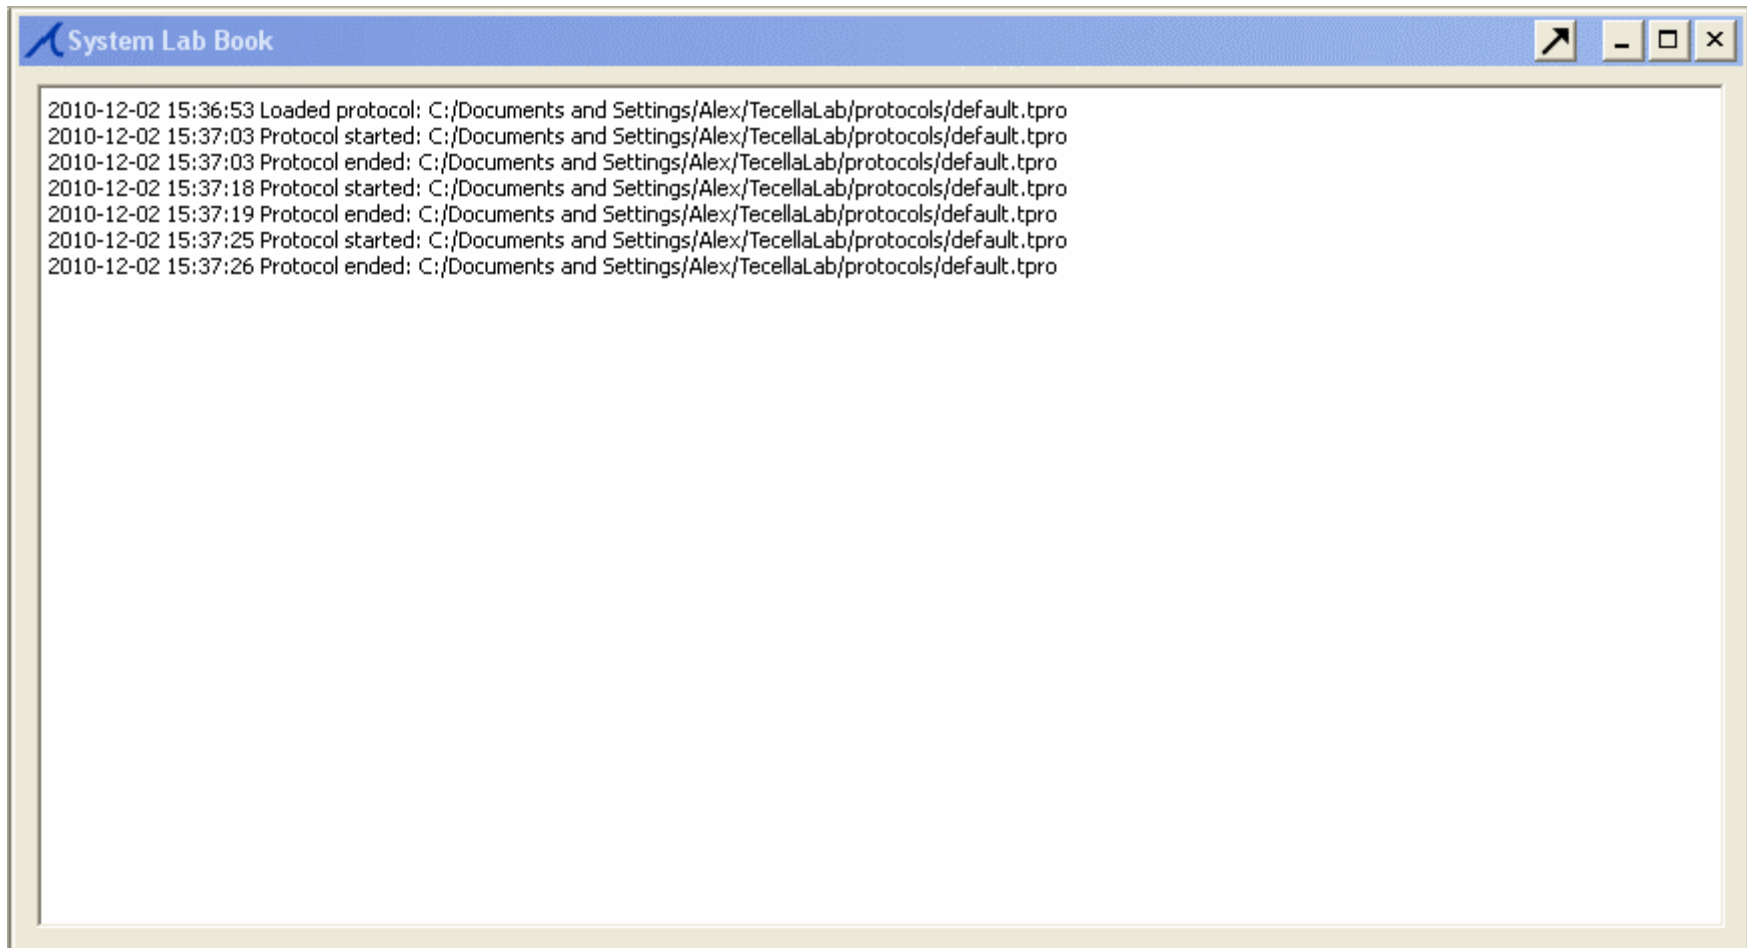 System Lab Book
2010-12-02 15:36:53 Loaded protocol: C:/Documents and Settings/Alex/TecellaLab/protocols/default.tpro
2010-12-02 15:37:03 Protocol started: C:/Documents and Settings/Alex/TecellaLab/protocols/default.tpro
2010-12-02 15:37:03 Protocol ended: C:/Documents and Settings/Alex/TecellaLab/protocols/default.tpro
2010-12-02 15:37:18 Protocol started: C:/Documents and Settings/Alex/TecellaLab/protocols/default.tpro
2010-12-02 15:37:19 Protocol ended: C:/Documents and Settings/Alex/TecellaLab/protocols/default.tpro
2010-12-02 15:37:25 Protocol started: C:/Documents and Settings/Alex/TecellaLab/protocols/default.tpro
2010-12-02 15:37:26 Protocol ended: C:/Documents and Settings/Alex/TecellaLab/protocols/default.tpro